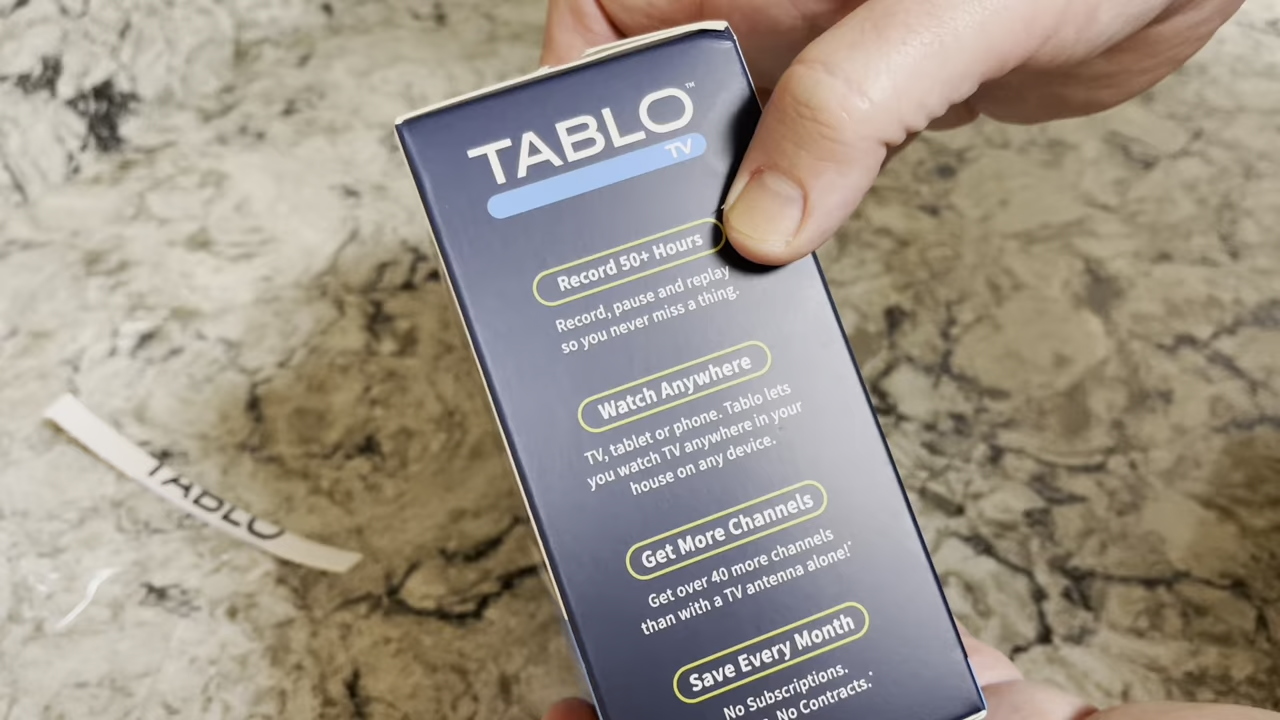 TABLO™
TV
Record 50+ Hours
Record, pause and replay
so you never miss a thing.
Watch Anywhere
TV, tablet or phone. Tablo lets
you watch TV anywhere in your
house on any device.*
Get More Channels
Get over 40 more channels
than with a TV antenna alone!*
Save Every Month
No Subscriptions.
No Contracts.*
TABLO